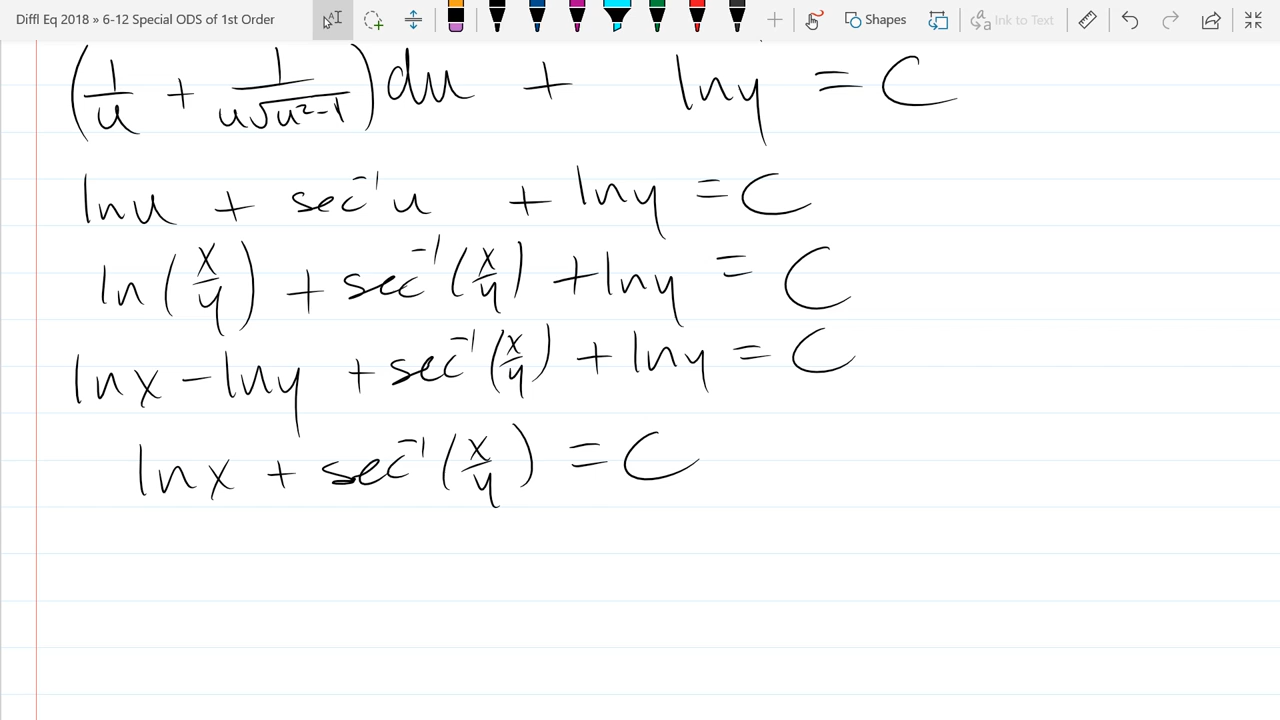 Diffl Eq 2018 » 6-12 Special ODS of 1st Order Shapes Ink to Text
(1/u + 1/(u√(u²-1))) du + ln y = C
ln u + sec⁻¹ u + ln y = C
ln(x/y) + sec⁻¹(x/y) + ln y = C
ln x - ln y + sec⁻¹(x/y) + ln y = C
ln x + sec⁻¹(x/y) = C